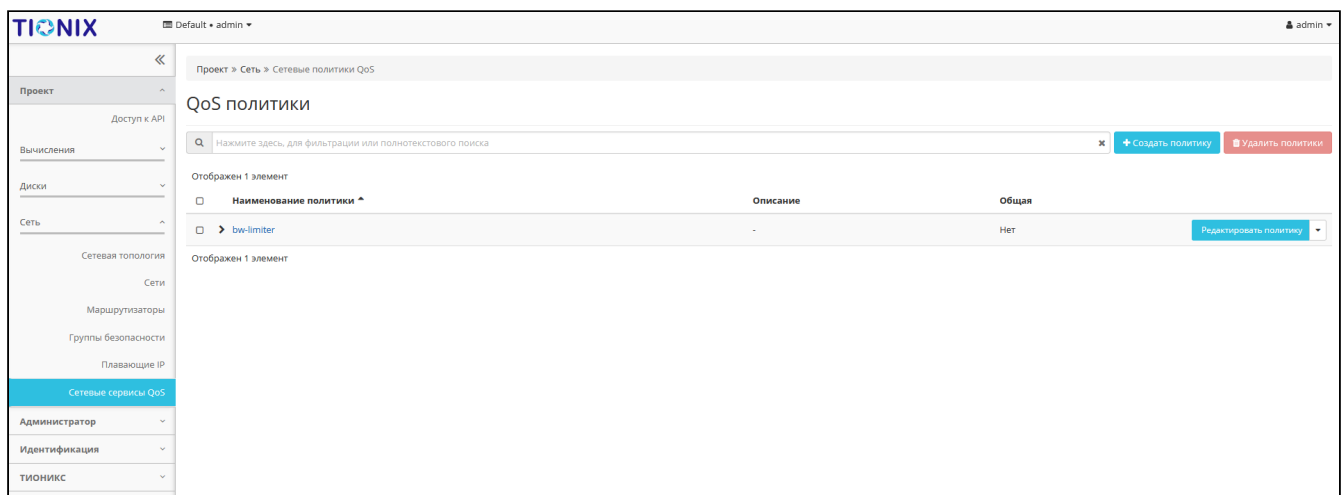 TIONIX
Default • admin
admin
Проект » Сеть » Сетевые политики QoS
Проект
Доступ к API
Вычисления
Диски
Сеть
Сетевая топология
Сети
Маршрутизаторы
Группы безопасности
Плавающие IP
Сетевые сервисы QoS
Администратор
Идентификация
ТИОНИКС
QoS политики
Нажмите здесь, для фильтрации или полнотекстового поиска
Создать политику
Удалить политики
Отображен 1 элемент
Наименование политики Описание Общая
bw-limiter - Нет Редактировать политику
Отображен 1 элемент